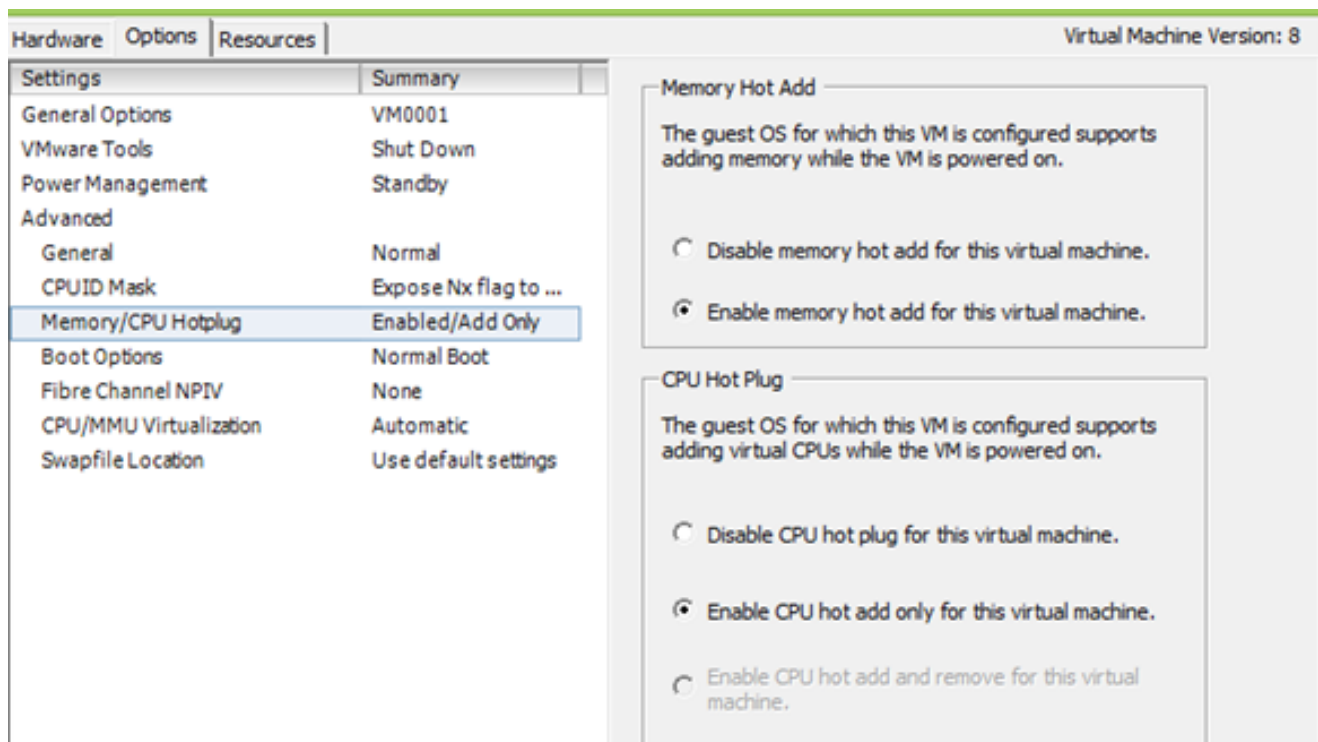 Hardware Options Resources Virtual Machine Version: 8
Settings Summary
General Options VM0001
VMware Tools Shut Down
Power Management Standby
Advanced
General Normal
CPUID Mask Expose Nx flag to ...
Memory/CPU Hotplug Enabled/Add Only
Boot Options Normal Boot
Fibre Channel NPIV None
CPU/MMU Virtualization Automatic
Swapfile Location Use default settings
Memory Hot Add
The guest OS for which this VM is configured supports
adding memory while the VM is powered on.
Disable memory hot add for this virtual machine.
Enable memory hot add for this virtual machine.
CPU Hot Plug
The guest OS for which this VM is configured supports
adding virtual CPUs while the VM is powered on.
Disable CPU hot plug for this virtual machine.
Enable CPU hot add only for this virtual machine.
Enable CPU hot add and remove for this virtual
machine.